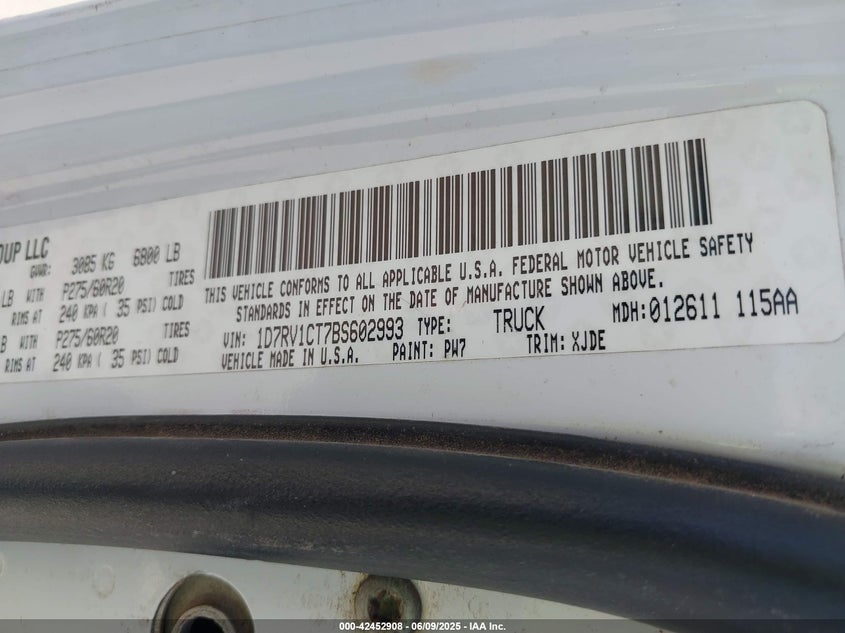 OUP LLC
GVWR: 3085 KG 6800 LB
LB WITH P275/60R20 TIRES
RIMS AT 240 KPA ( 35 PSI) COLD
LB WITH P275/60R20 TIRES
RIMS AT 240 KPA ( 35 PSI) COLD
THIS VEHICLE CONFORMS TO ALL APPLICABLE U.S.A. FEDERAL MOTOR VEHICLE SAFETY
STANDARDS IN EFFECT ON THE DATE OF MANUFACTURE SHOWN ABOVE.
VIN: 1D7RV1CT7BS602993 TYPE: TRUCK MDH:012611 115AA
VEHICLE MADE IN U.S.A. PAINT: PW7 TRIM: XJDE
000-42452908 - 06/09/2025 - IAA Inc.